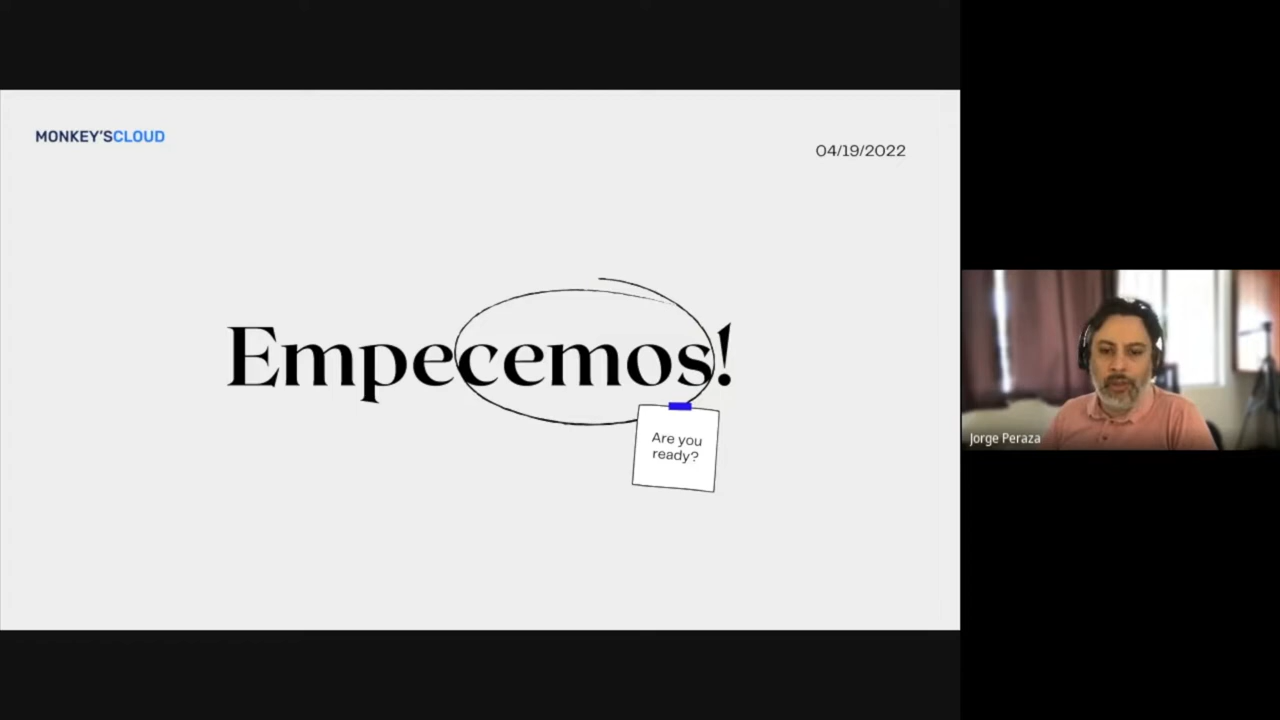 MONKEY'SCLOUD
04/19/2022
Empecemos!
Are you
ready?
Jorge Peraza